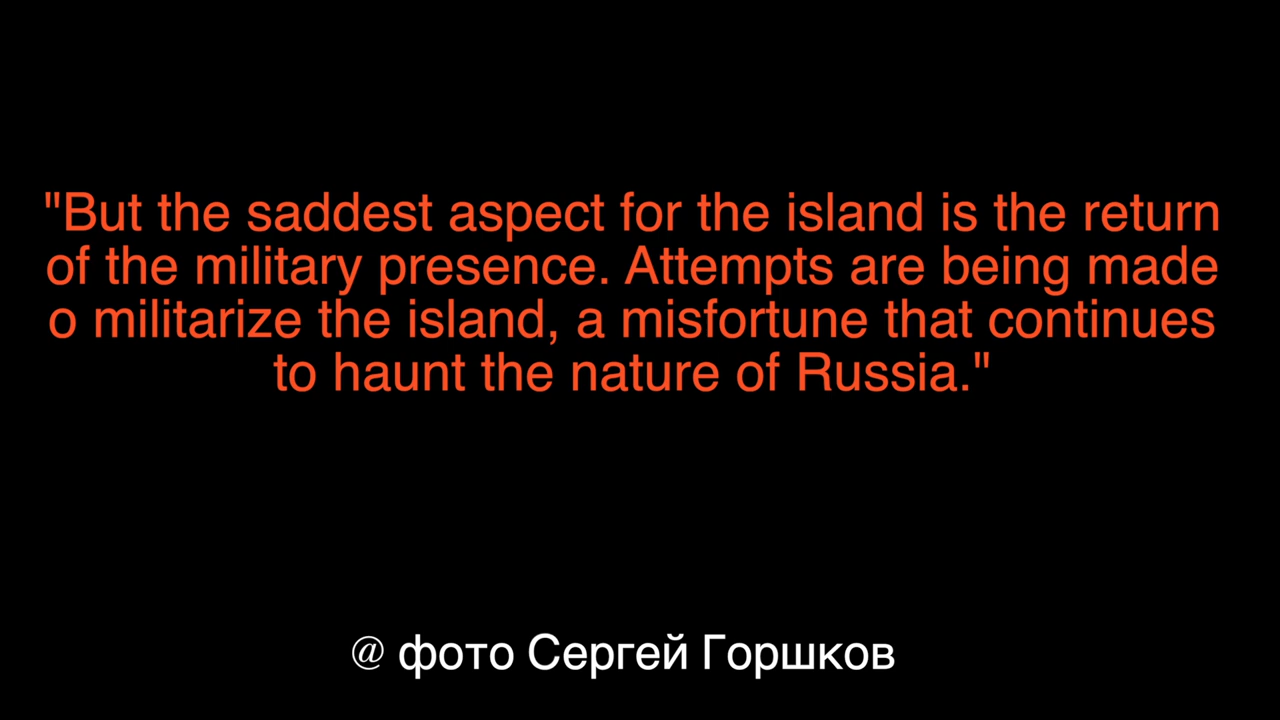 "But the saddest aspect for the island is the return
of the military presence. Attempts are being made
o militarize the island, a misfortune that continues
to haunt the nature of Russia."
@ фото Сергей Горшков